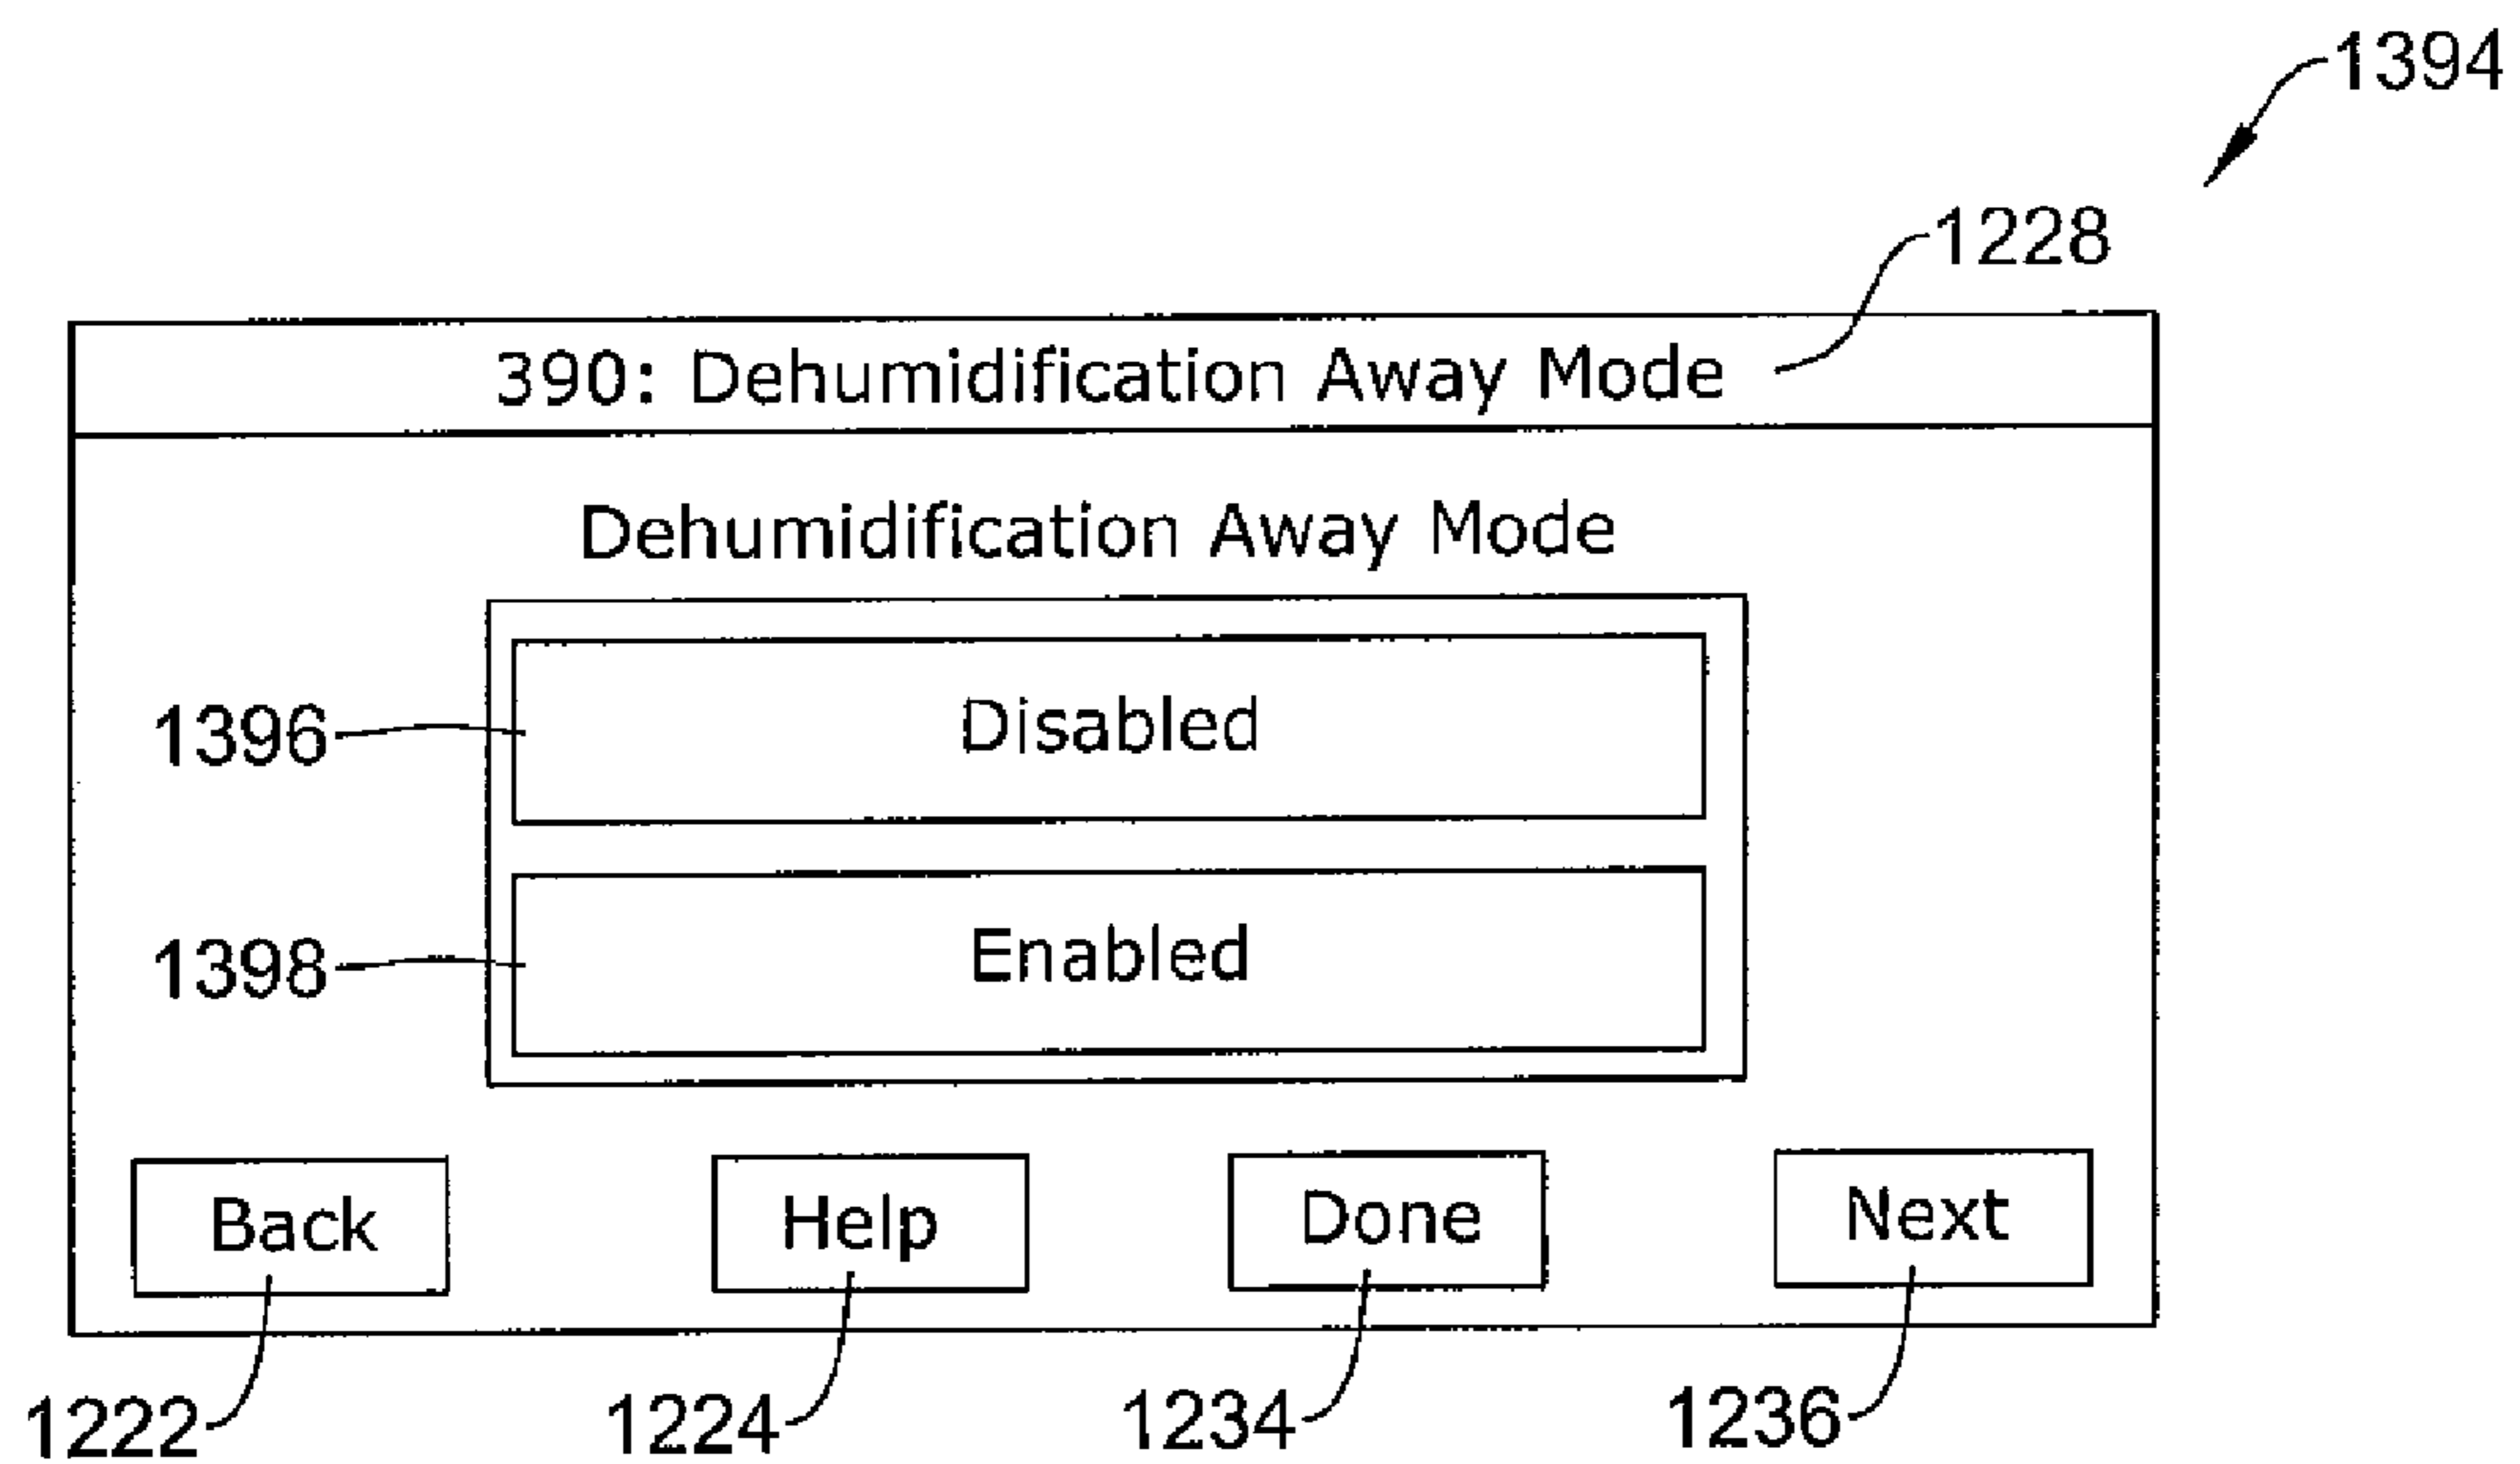 1394
1228
390: Dehumidification Away Mode
Dehumidification Away Mode
1396
Disabled
1398
Enabled
Back Help Done Next
1222 1224 1234 1236